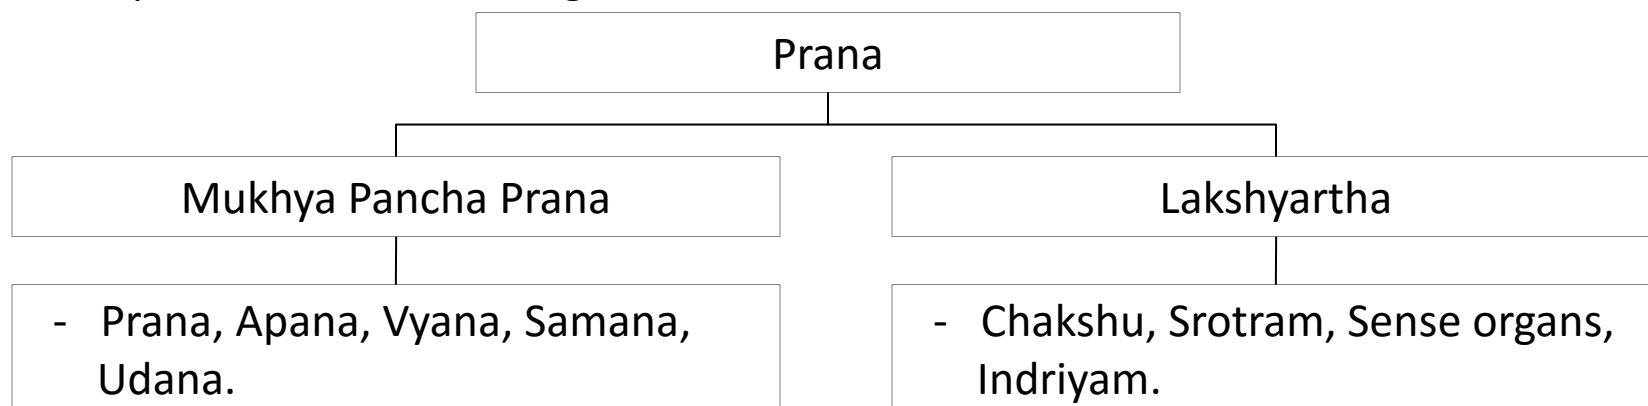 Prana
Mukhya Pancha Prana
Lakshyartha
- Prana, Apana, Vyana, Samana,
Udana.
- Chakshu, Srotram, Sense organs,
Indriyam.